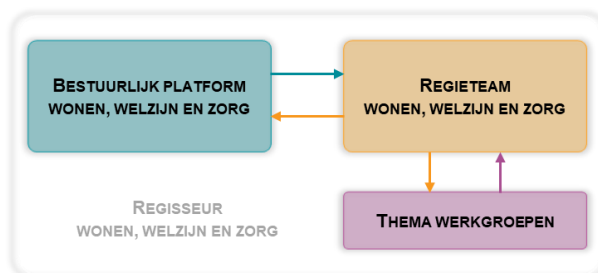 BESTUURLIJK PLATFORM
WONEN, WELZIJN EN ZORG
REGIETEAM
WONEN, WELZIJN EN ZORG
REGISSEUR
WONEN, WELZIJN EN ZORG
THEMA WERKGROEPEN